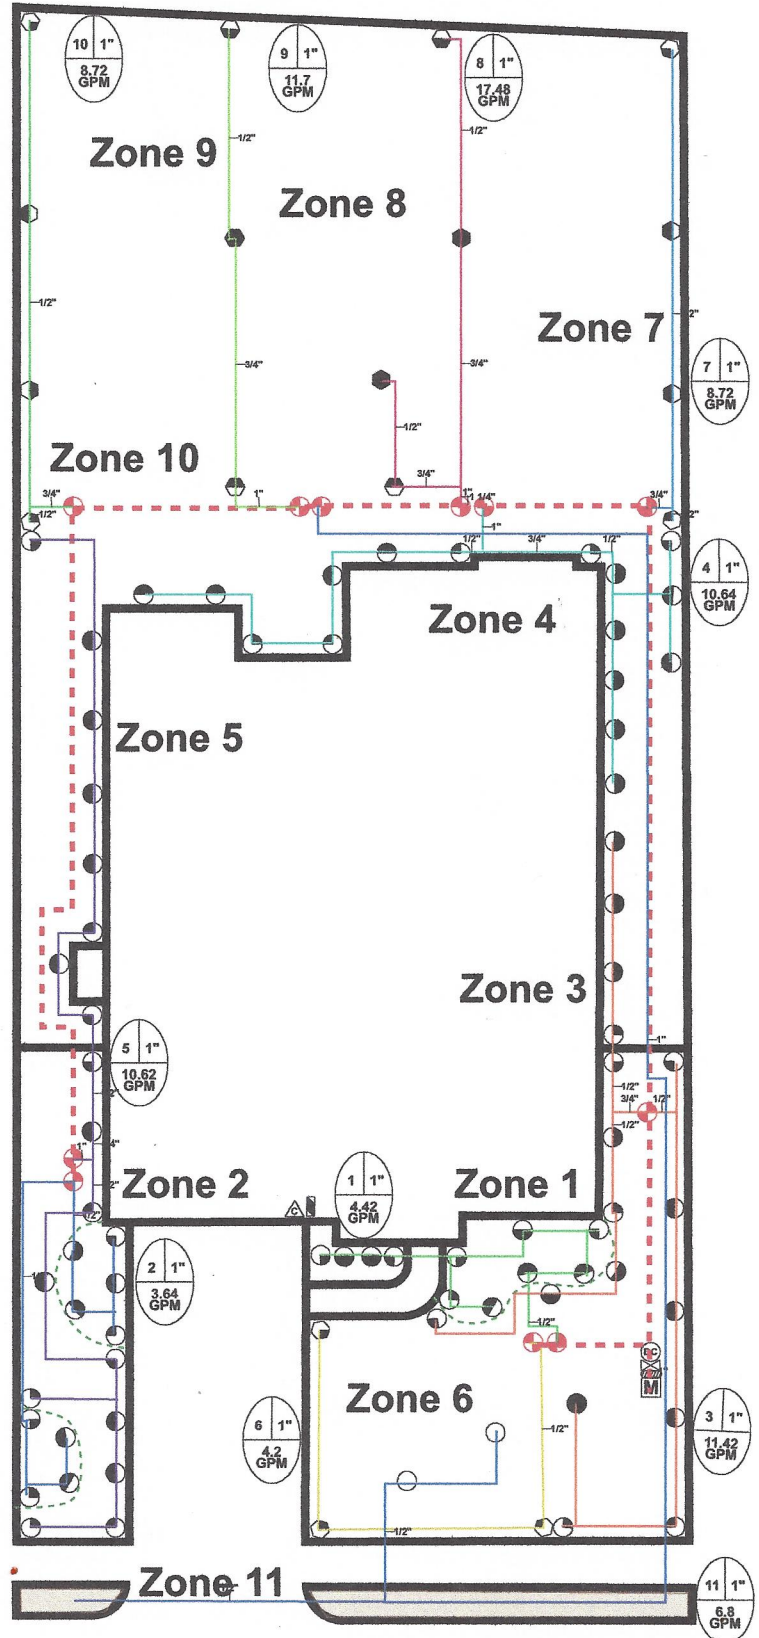 10 1"
8.72
GPM
9 1"
11.7
GPM
8 1"
17.48
GPM
1/2"
1/2"
Zone 9
Zone 8
1/2"
Zone 7
3/4"
3/4"
7 1"
8.72
GPM
1/2"
Zone 10
3/4"
3/4"
1"
1"
1 1/4"
3/4"
1/2"
1"
1/2"
3/4"
1/2"
4 1"
10.64
GPM
Zone 4
Zone 5
Zone 3
1"
5 1"
10.62
GPM
1/2"
3/4"
1/2"
1/2"
1"
Zone 2
1 1"
4.42
GPM
Zone 1
C
2 1"
3.64
GPM
1/2"
M
Zone 6
6 1"
4.2
GPM
1/2"
3 1"
11.42
GPM
1/2"
Zone 11
11 1"
6.8
GPM